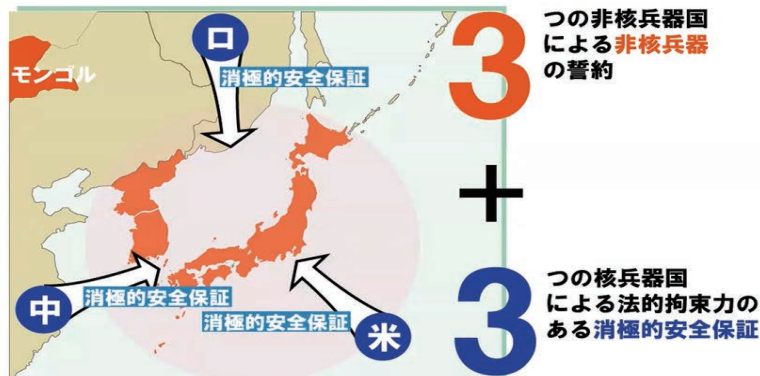 ロ
消極的安全保証
モンゴル
中
消極的安全保証
消極的安全保証
米
3
つの非核兵器国
による非核兵器
の誓約
+
3
つの核兵器国
による法的拘束力の
ある消極的安全保証